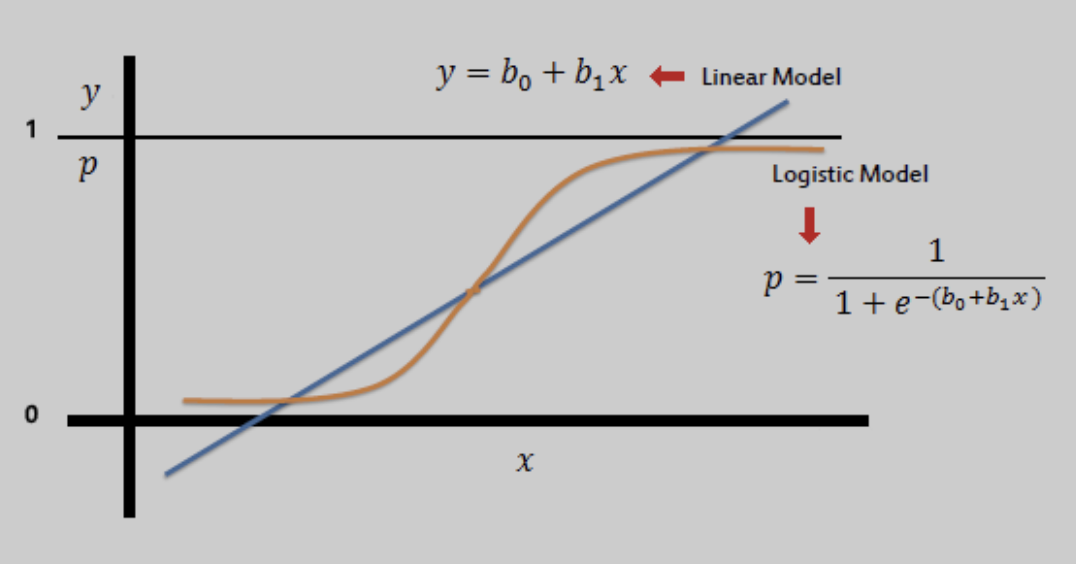 y = b₀ + b₁x
Linear Model
y
1
p
Logistic Model
p = 1 / (1 + e^−(b₀+b₁x))
0
x